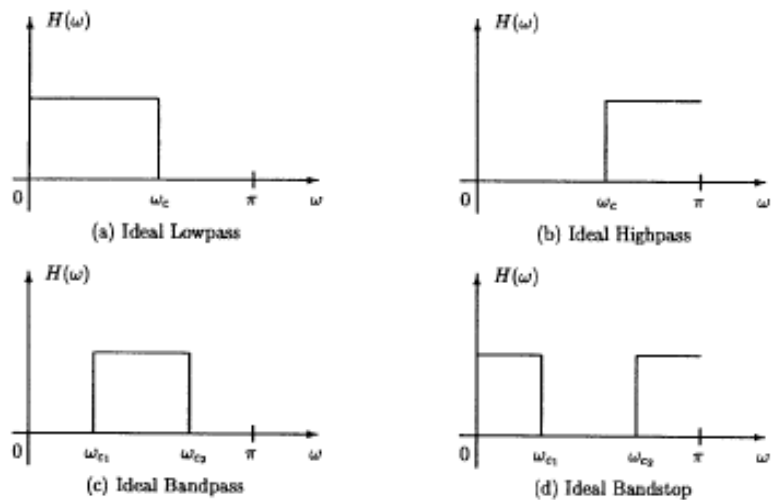 H(ω)
H(ω)
0 ω_c π ω
0 ω_c π ω
(a) Ideal Lowpass
(b) Ideal Highpass
H(ω)
H(ω)
0 ω_c₁ ω_c₂ π ω
0 ω_c₁ ω_c₂ π ω
(c) Ideal Bandpass
(d) Ideal Bandstop